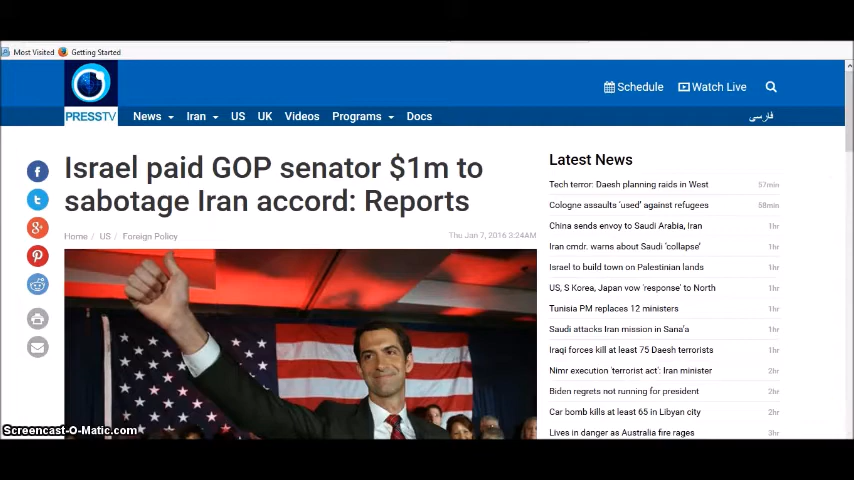 Most Visited Getting Started
Schedule Watch Live
PRESSTV
News Iran US UK Videos Programs Docs فارسی
Israel paid GOP senator $1m to
sabotage Iran accord: Reports
Home / US / Foreign Policy Thu Jan 7, 2016 3:24AM
Latest News
Tech terror: Daesh planning raids in West 57min
Cologne assaults 'used' against refugees 58min
China sends envoy to Saudi Arabia, Iran 1hr
Iran cmdr. warns about Saudi 'collapse' 1hr
Israel to build town on Palestinian lands 1hr
US, S Korea, Japan vow 'response' to North 1hr
Tunisia PM replaces 12 ministers 1hr
Saudi attacks Iran mission in Sana'a 1hr
Iraqi forces kill at least 75 Daesh terrorists 1hr
Nimr execution 'terrorist act': Iran minister 2hr
Biden regrets not running for president 2hr
Car bomb kills at least 65 in Libyan city 2hr
Lives in danger as Australia fire rages 3hr
Screencast-O-Matic.com